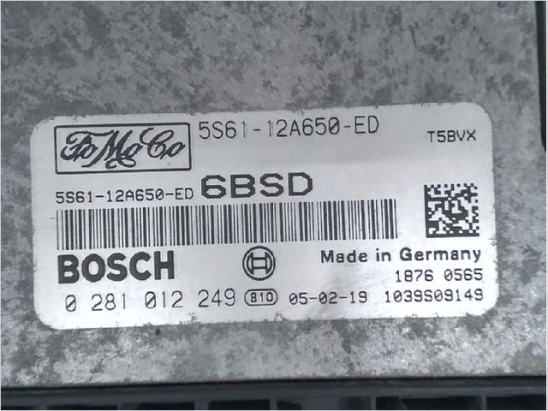 FoMoCo 5S61-12A650-ED T5BVX
5S61-12A650-ED 6BSD
BOSCH Made in Germany
1876 0565
0 281 012 249 810 05-02-19 1039S09149